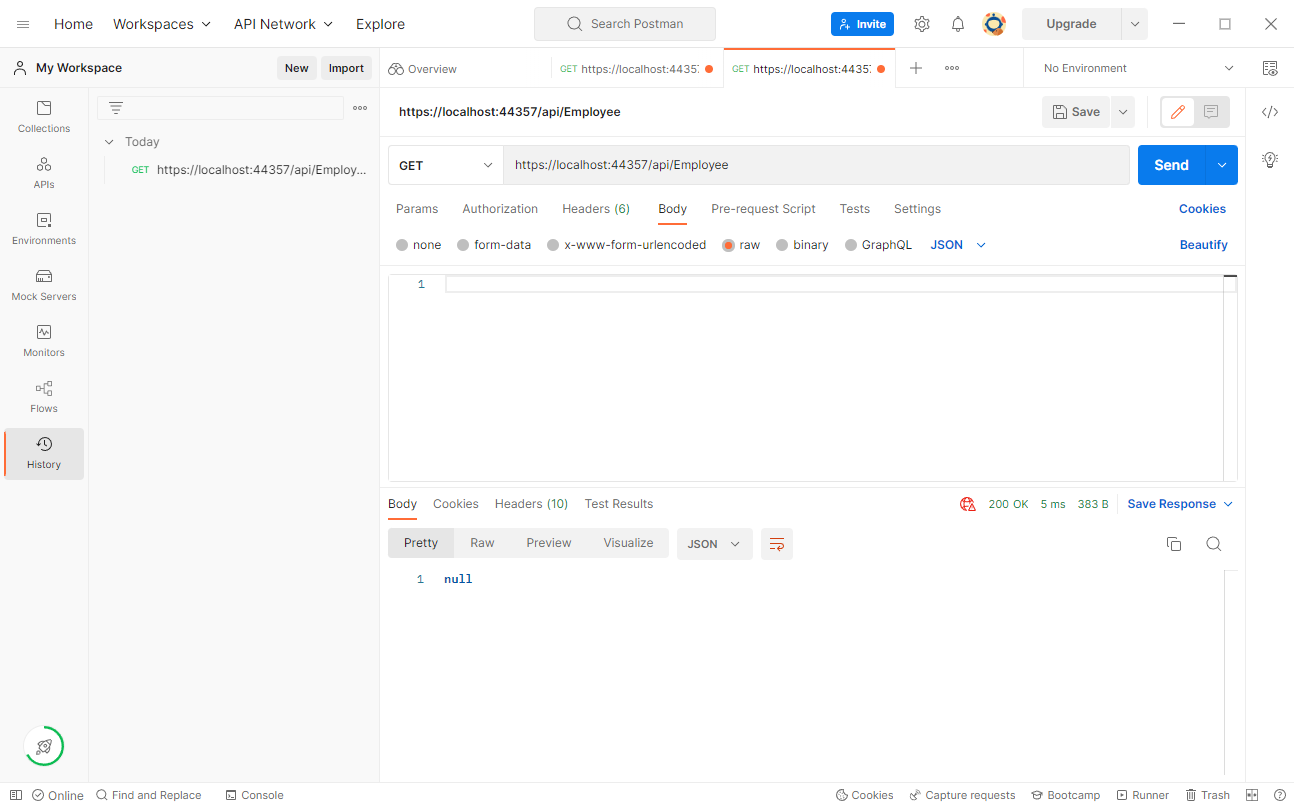 Home Workspaces API Network Explore Search Postman Invite Upgrade
My Workspace New Import Overview GET https://localhost:4435 GET https://localhost:4435 No Environment
https://localhost:44357/api/Employee Save
Collections
Today
GET https://localhost:44357/api/Employ...
GET https://localhost:44357/api/Employee Send
APIs
Params Authorization Headers (6) Body Pre-request Script Tests Settings Cookies
Environments
none form-data x-www-form-urlencoded raw binary GraphQL JSON Beautify
1
Mock Servers
Monitors
Flows
History
Body Cookies Headers (10) Test Results 200 OK 5 ms 383 B Save Response
Pretty Raw Preview Visualize JSON
1 null
Online Find and Replace Console Cookies Capture requests Bootcamp Runner Trash